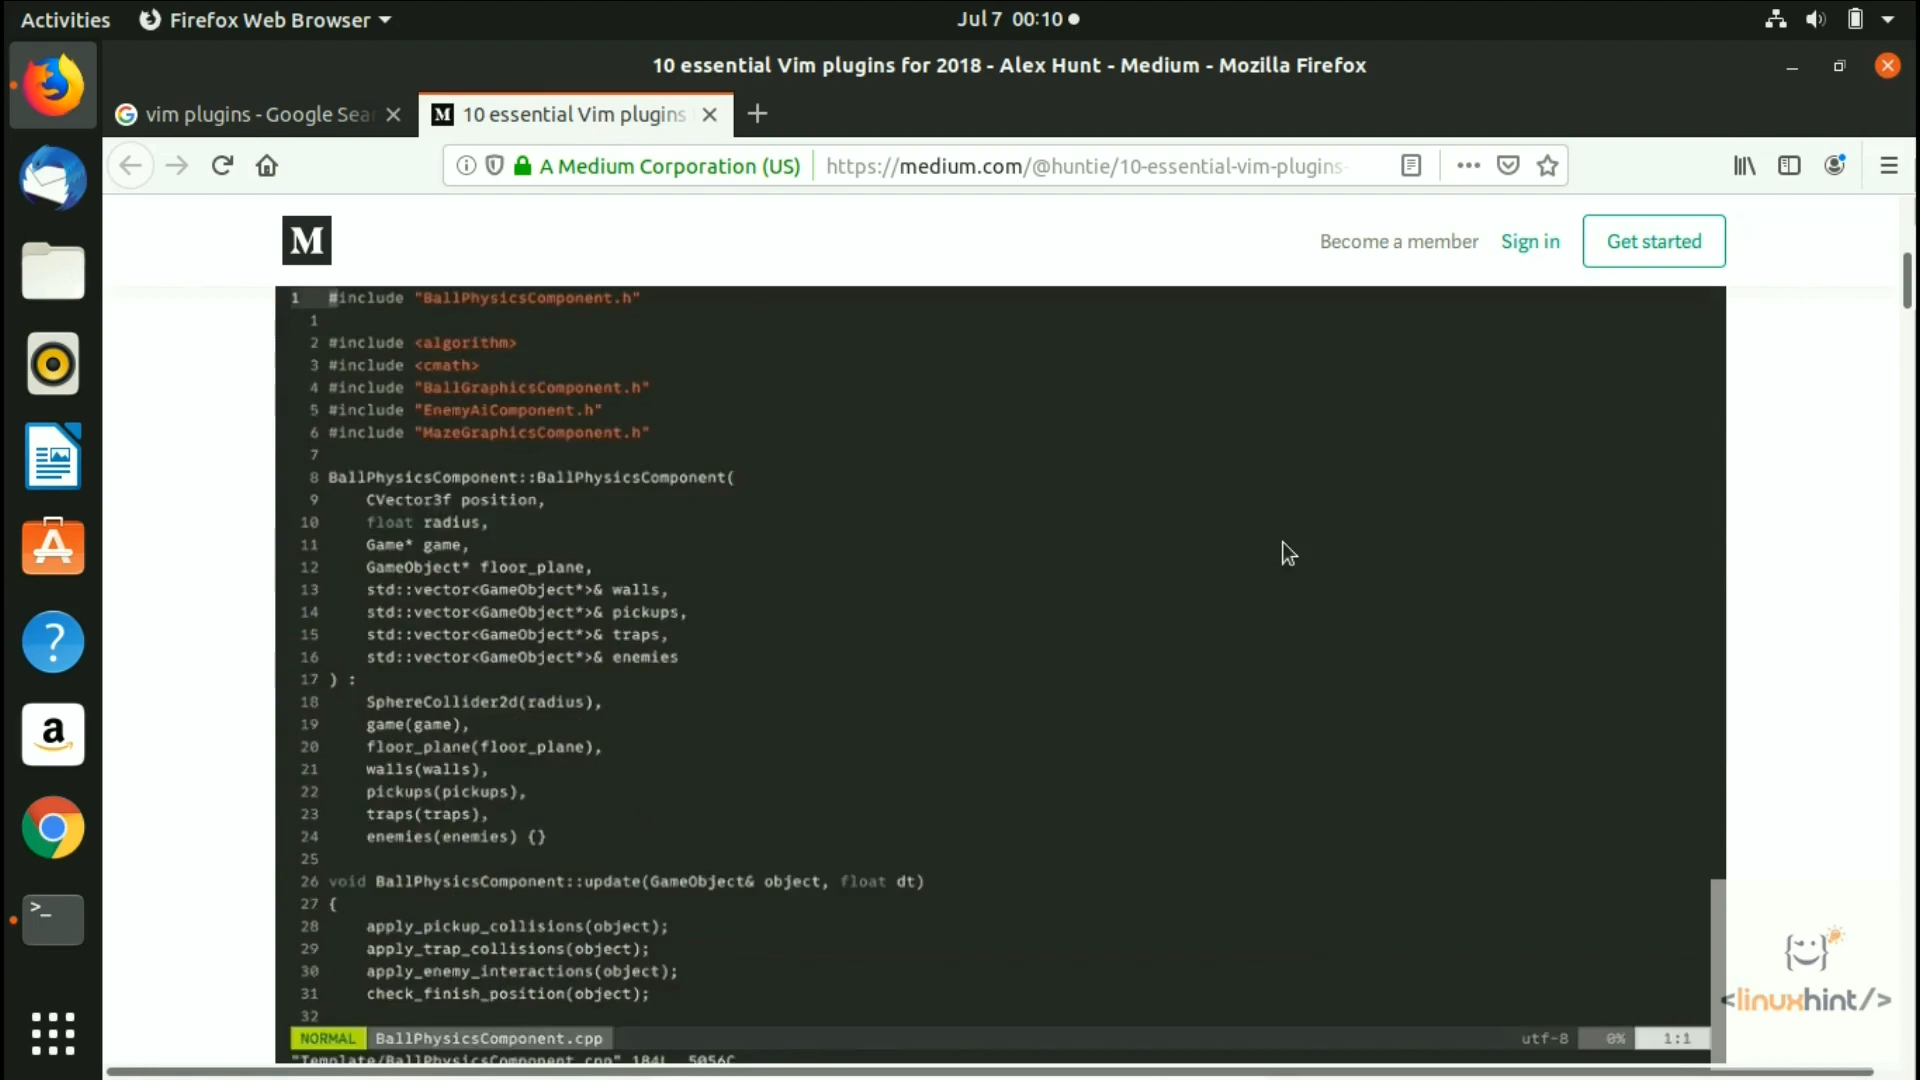 Activities Firefox Web Browser Jul 7 00:10
10 essential Vim plugins for 2018 - Alex Hunt - Medium - Mozilla Firefox
vim plugins - Google Sear 10 essential Vim plugins
A Medium Corporation (US) https://medium.com/@huntie/10-essential-vim-plugins-
M Become a member Sign in Get started
1 #include "BallPhysicsComponent.h"
1
2 #include <algorithm>
3 #include <cmath>
4 #include "BallGraphicsComponent.h"
5 #include "EnemyAiComponent.h"
6 #include "MazeGraphicsComponent.h"
7
8 BallPhysicsComponent::BallPhysicsComponent(
9 CVector3f position,
10 float radius,
11 Game* game,
12 GameObject* floor_plane,
13 std::vector<GameObject*>& walls,
14 std::vector<GameObject*>& pickups,
15 std::vector<GameObject*>& traps,
16 std::vector<GameObject*>& enemies
17 ) :
18 SphereCollider2d(radius),
19 game(game),
20 floor_plane(floor_plane),
21 walls(walls),
22 pickups(pickups),
23 traps(traps),
24 enemies(enemies) {}
25
26 void BallPhysicsComponent::update(GameObject& object, float dt)
27 {
28 apply_pickup_collisions(object);
29 apply_trap_collisions(object);
30 apply_enemy_interactions(object);
31 check_finish_position(object);
32
NORMAL BallPhysicsComponent.cpp utf-8 0% 1:1
"Template/BallPhysicsComponent.cpp" 184L, 5056C
<linuxhint/>